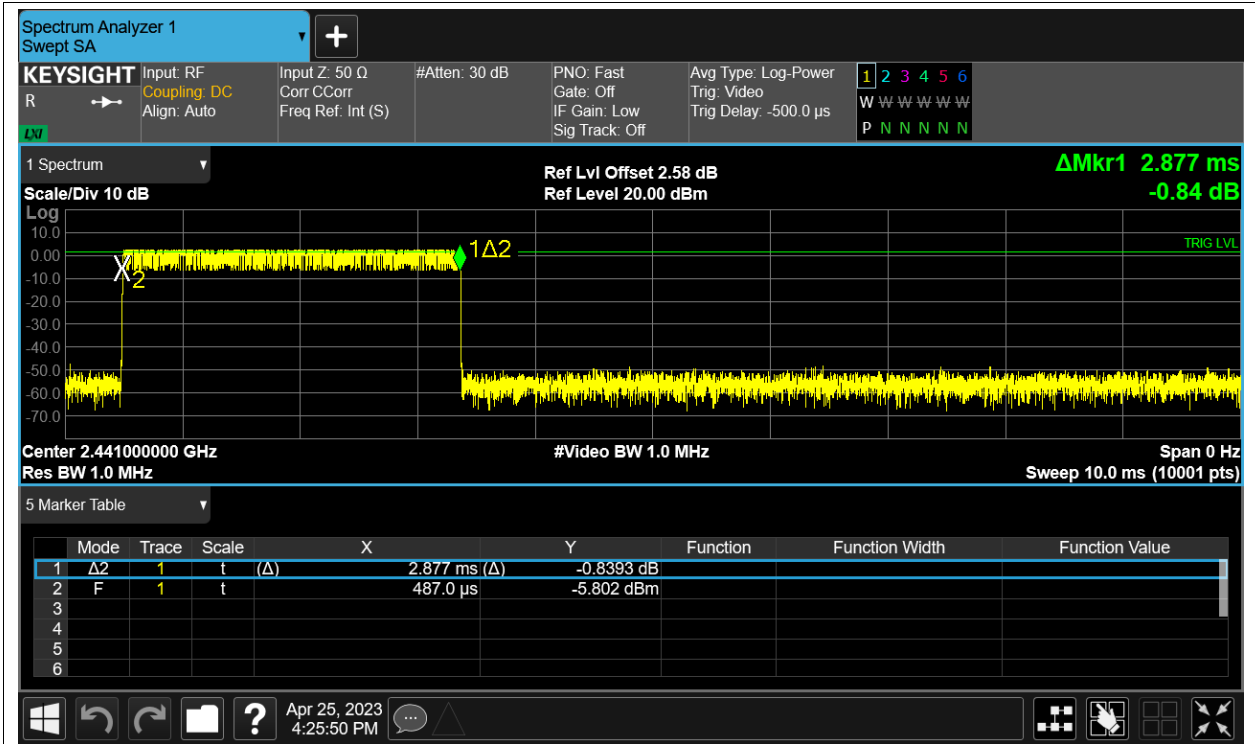 Spectrum Analyzer 1
Swept SA
KEYSIGHT
R
LXI
Input: RF
Coupling: DC
Align: Auto
Input Z: 50 Ω
Corr CCorr
Freq Ref: Int (S)
#Atten: 30 dB
PNO: Fast
Gate: Off
IF Gain: Low
Sig Track: Off
Avg Type: Log-Power
Trig: Video
Trig Delay: -500.0 µs
1 2 3 4 5 6
W W W W W W
P N N N N N
1 Spectrum
Scale/Div 10 dB
Ref Lvl Offset 2.58 dB
Ref Level 20.00 dBm
ΔMkr1 2.877 ms
-0.84 dB
Log
10.0
0.00
-10.0
-20.0
-30.0
-40.0
-50.0
-60.0
-70.0
1Δ2
2
TRIG LVL
Center 2.441000000 GHz
Res BW 1.0 MHz
#Video BW 1.0 MHz
Span 0 Hz
Sweep 10.0 ms (10001 pts)
5 Marker Table
Mode Trace Scale X Y Function Function Width Function Value
1 Δ2 1 t (Δ) 2.877 ms (Δ) -0.8393 dB
2 F 1 t 487.0 µs -5.802 dBm
3
4
5
6
?
Apr 25, 2023
4:25:50 PM